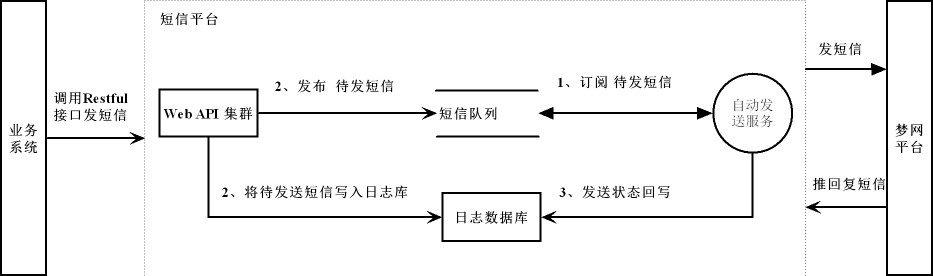 短信平台
发短信
2、发布 待发短信
1、订阅 待发短信
调用Restful
接口发短信
业务
系统
Web API 集群
短信队列
自动发
送服务
梦网
平台
2、将待发送短信写入日志库
3、发送状态回写
推回复短信
日志数据库